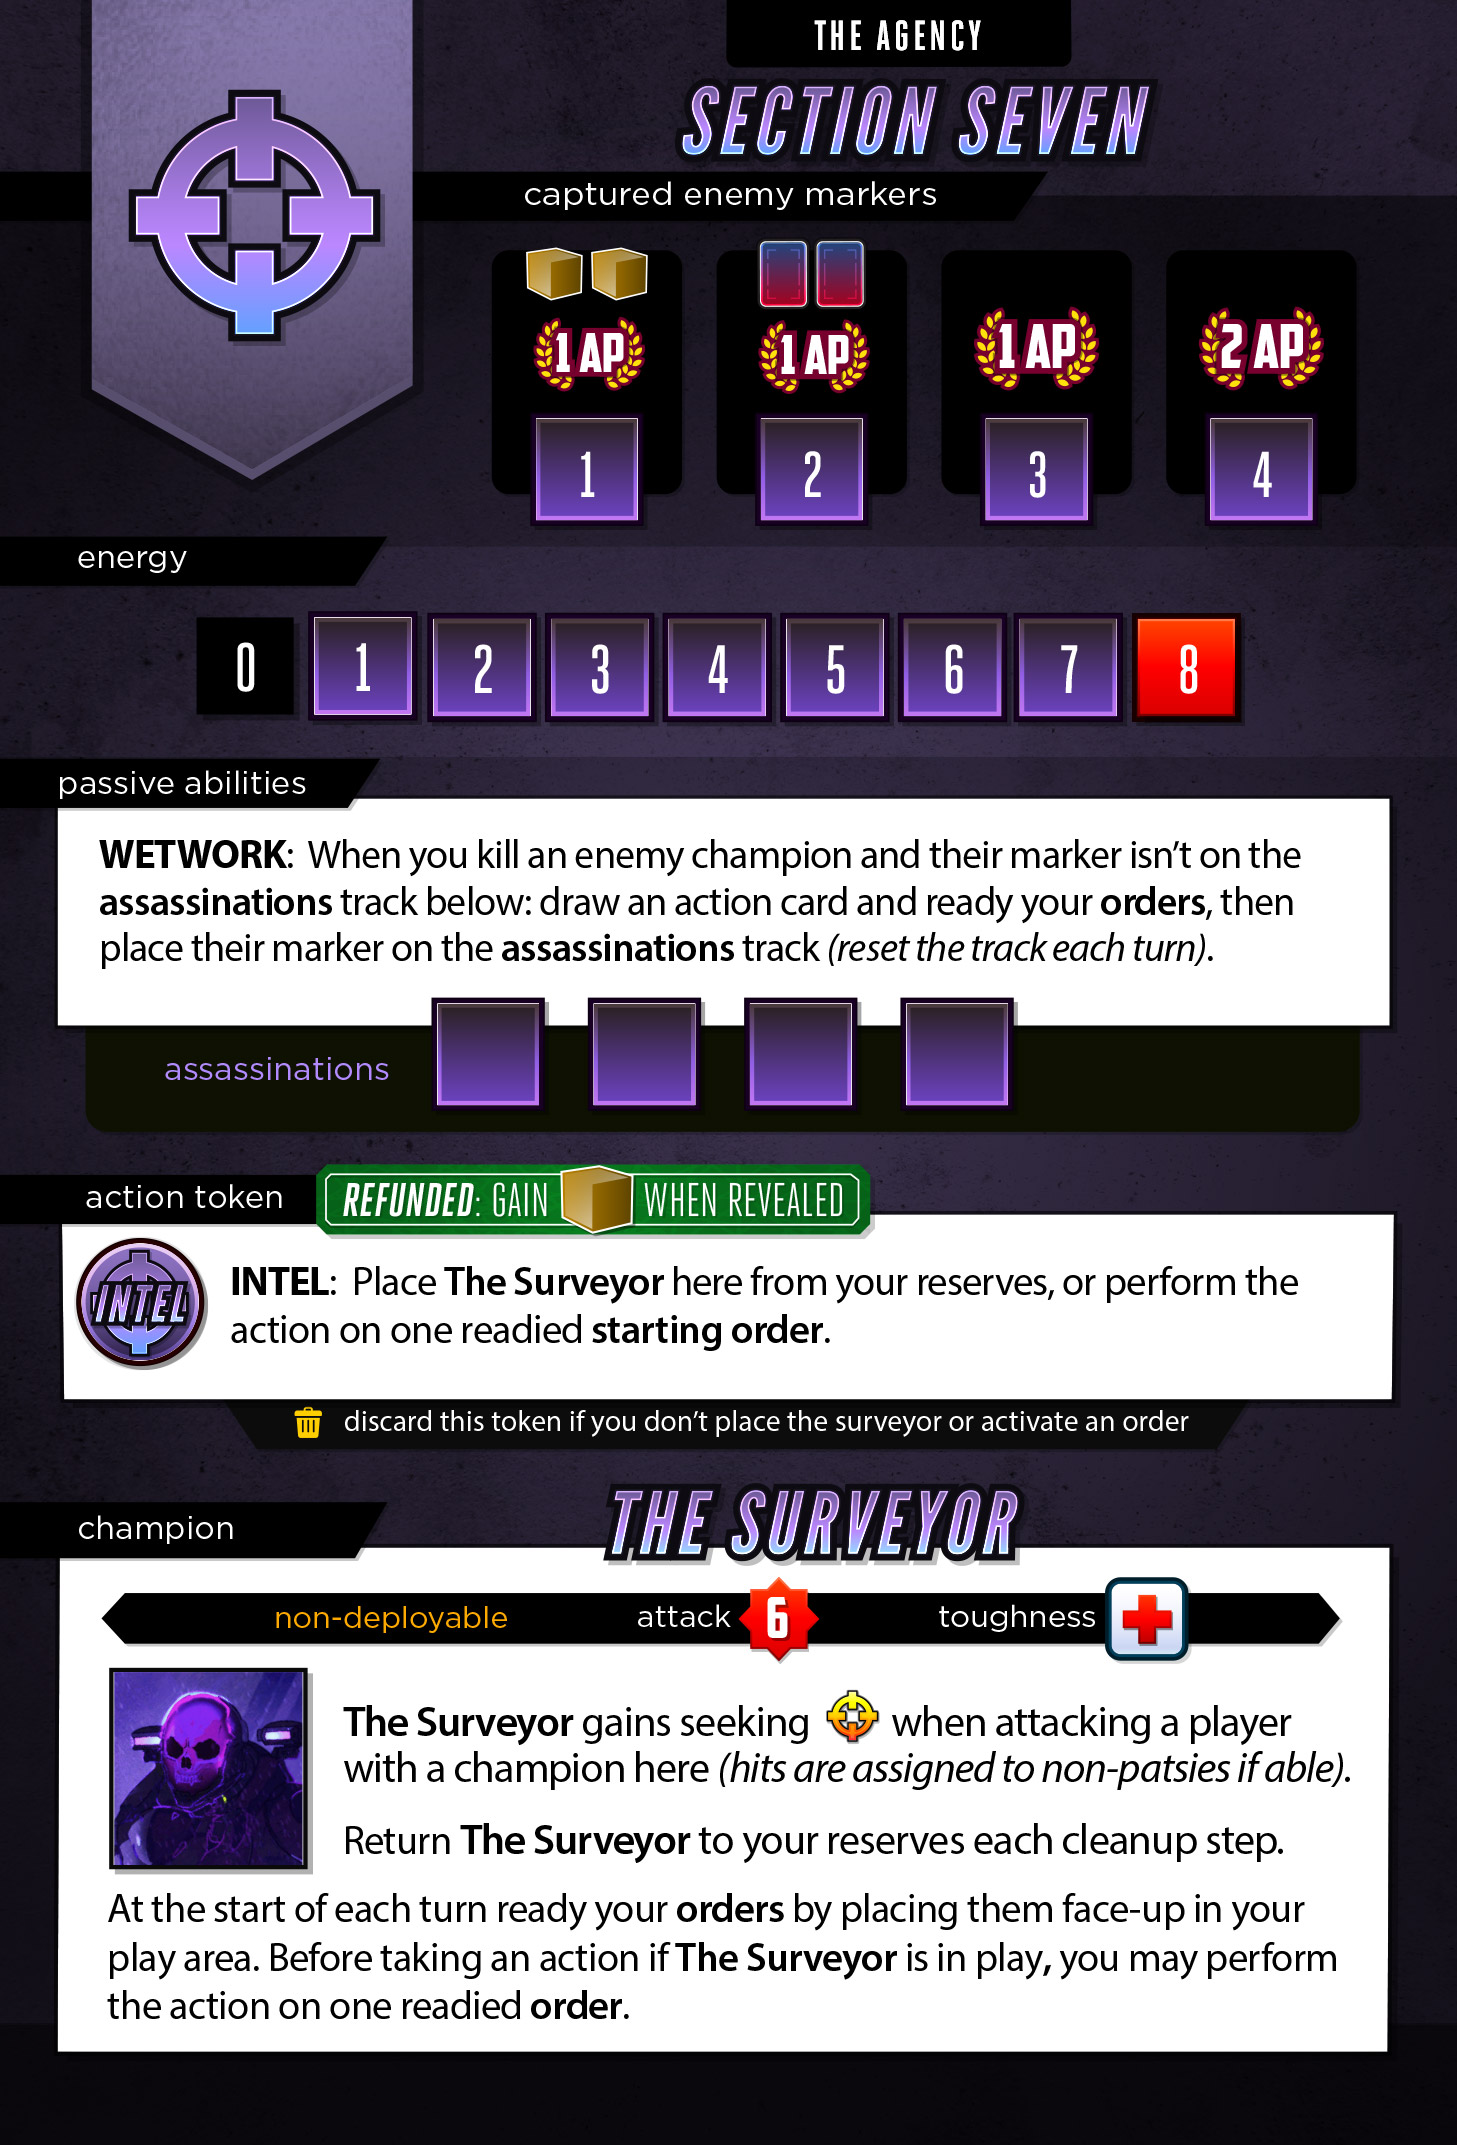 THE AGENCY
SECTION SEVEN
captured enemy markers
1 AP
1 AP
1 AP
2 AP
1
2
3
4
energy
0
1
2
3
4
5
6
7
8
passive abilities
WETWORK: When you kill an enemy champion and their marker isn't on the
assassinations track below: draw an action card and ready your orders, then
place their marker on the assassinations track (reset the track each turn).
assassinations
action token
REFUNDED: GAIN WHEN REVEALED
INTEL
INTEL: Place The Surveyor here from your reserves, or perform the
action on one readied starting order.
discard this token if you don't place the surveyor or activate an order
THE SURVEYOR
champion
non-deployable
attack 6
toughness
The Surveyor gains seeking when attacking a player
with a champion here (hits are assigned to non-patsies if able).
Return The Surveyor to your reserves each cleanup step.
At the start of each turn ready your orders by placing them face-up in your
play area. Before taking an action if The Surveyor is in play, you may perform
the action on one readied order.